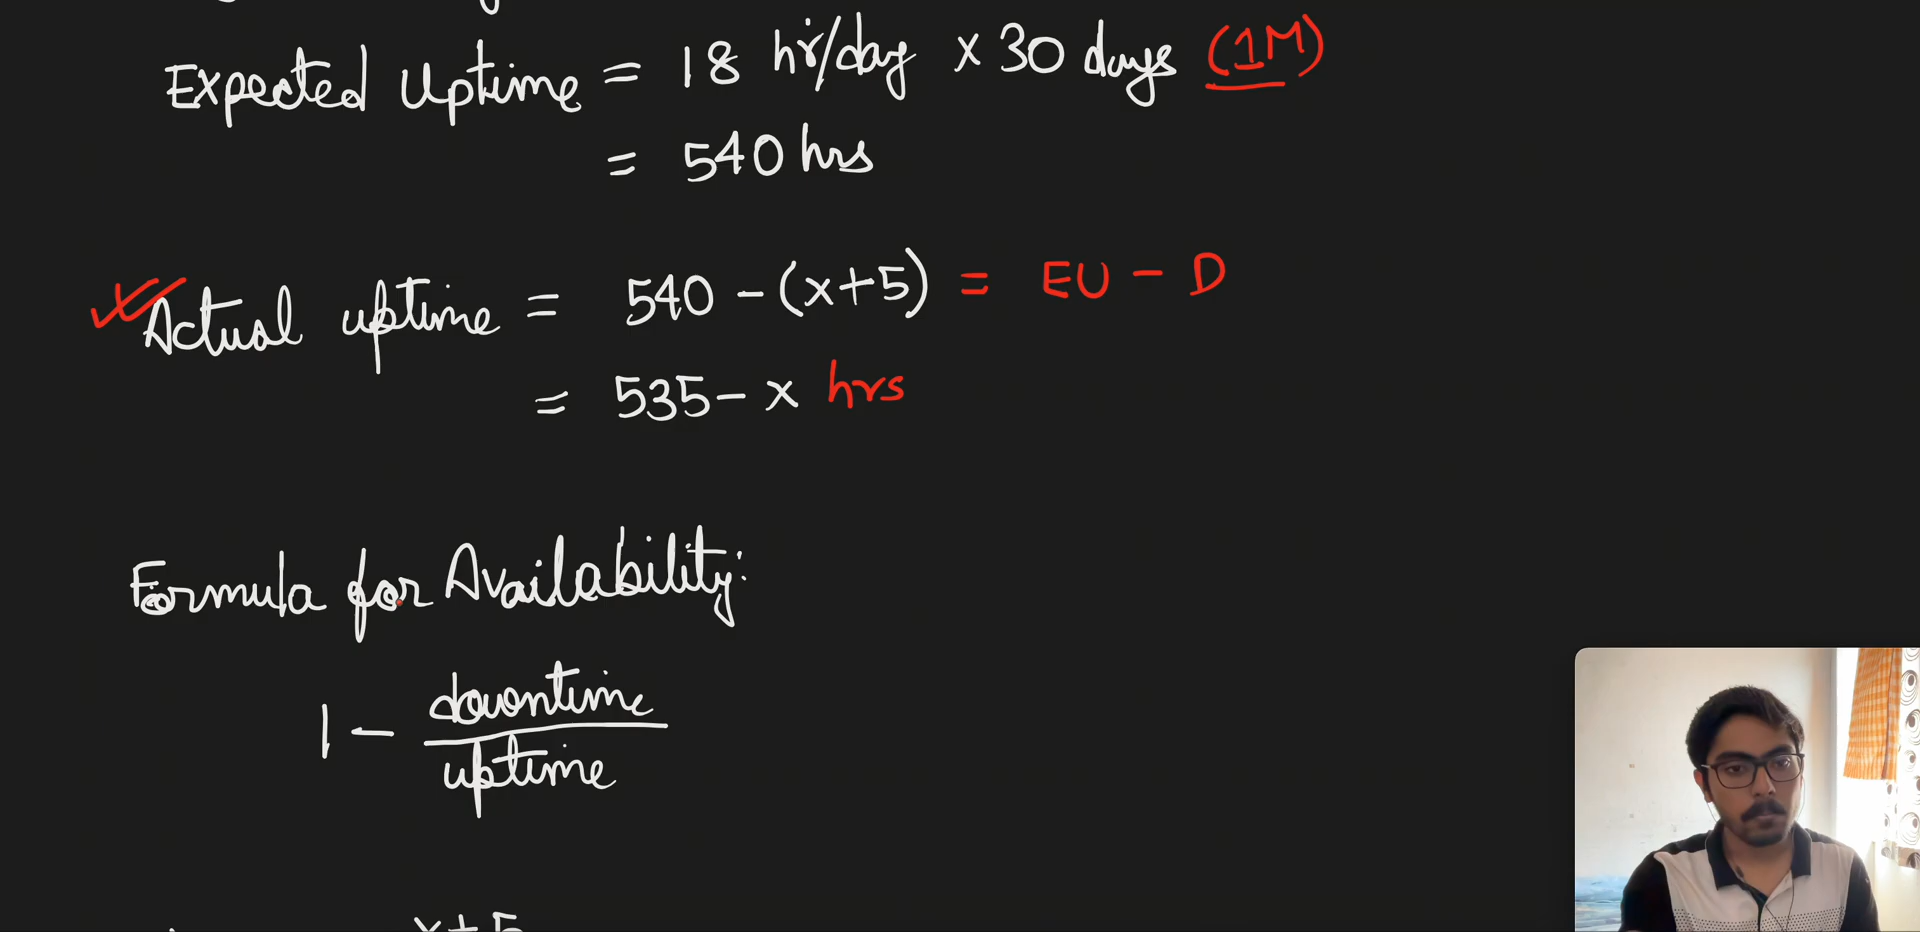 Expected Uptime = 18 hr/day × 30 days (1M)
= 540 hrs
Actual uptime = 540 - (x+5) = EU - D
= 535 - x hrs
Formula for Availability:
1 - downtime / uptime
x+5